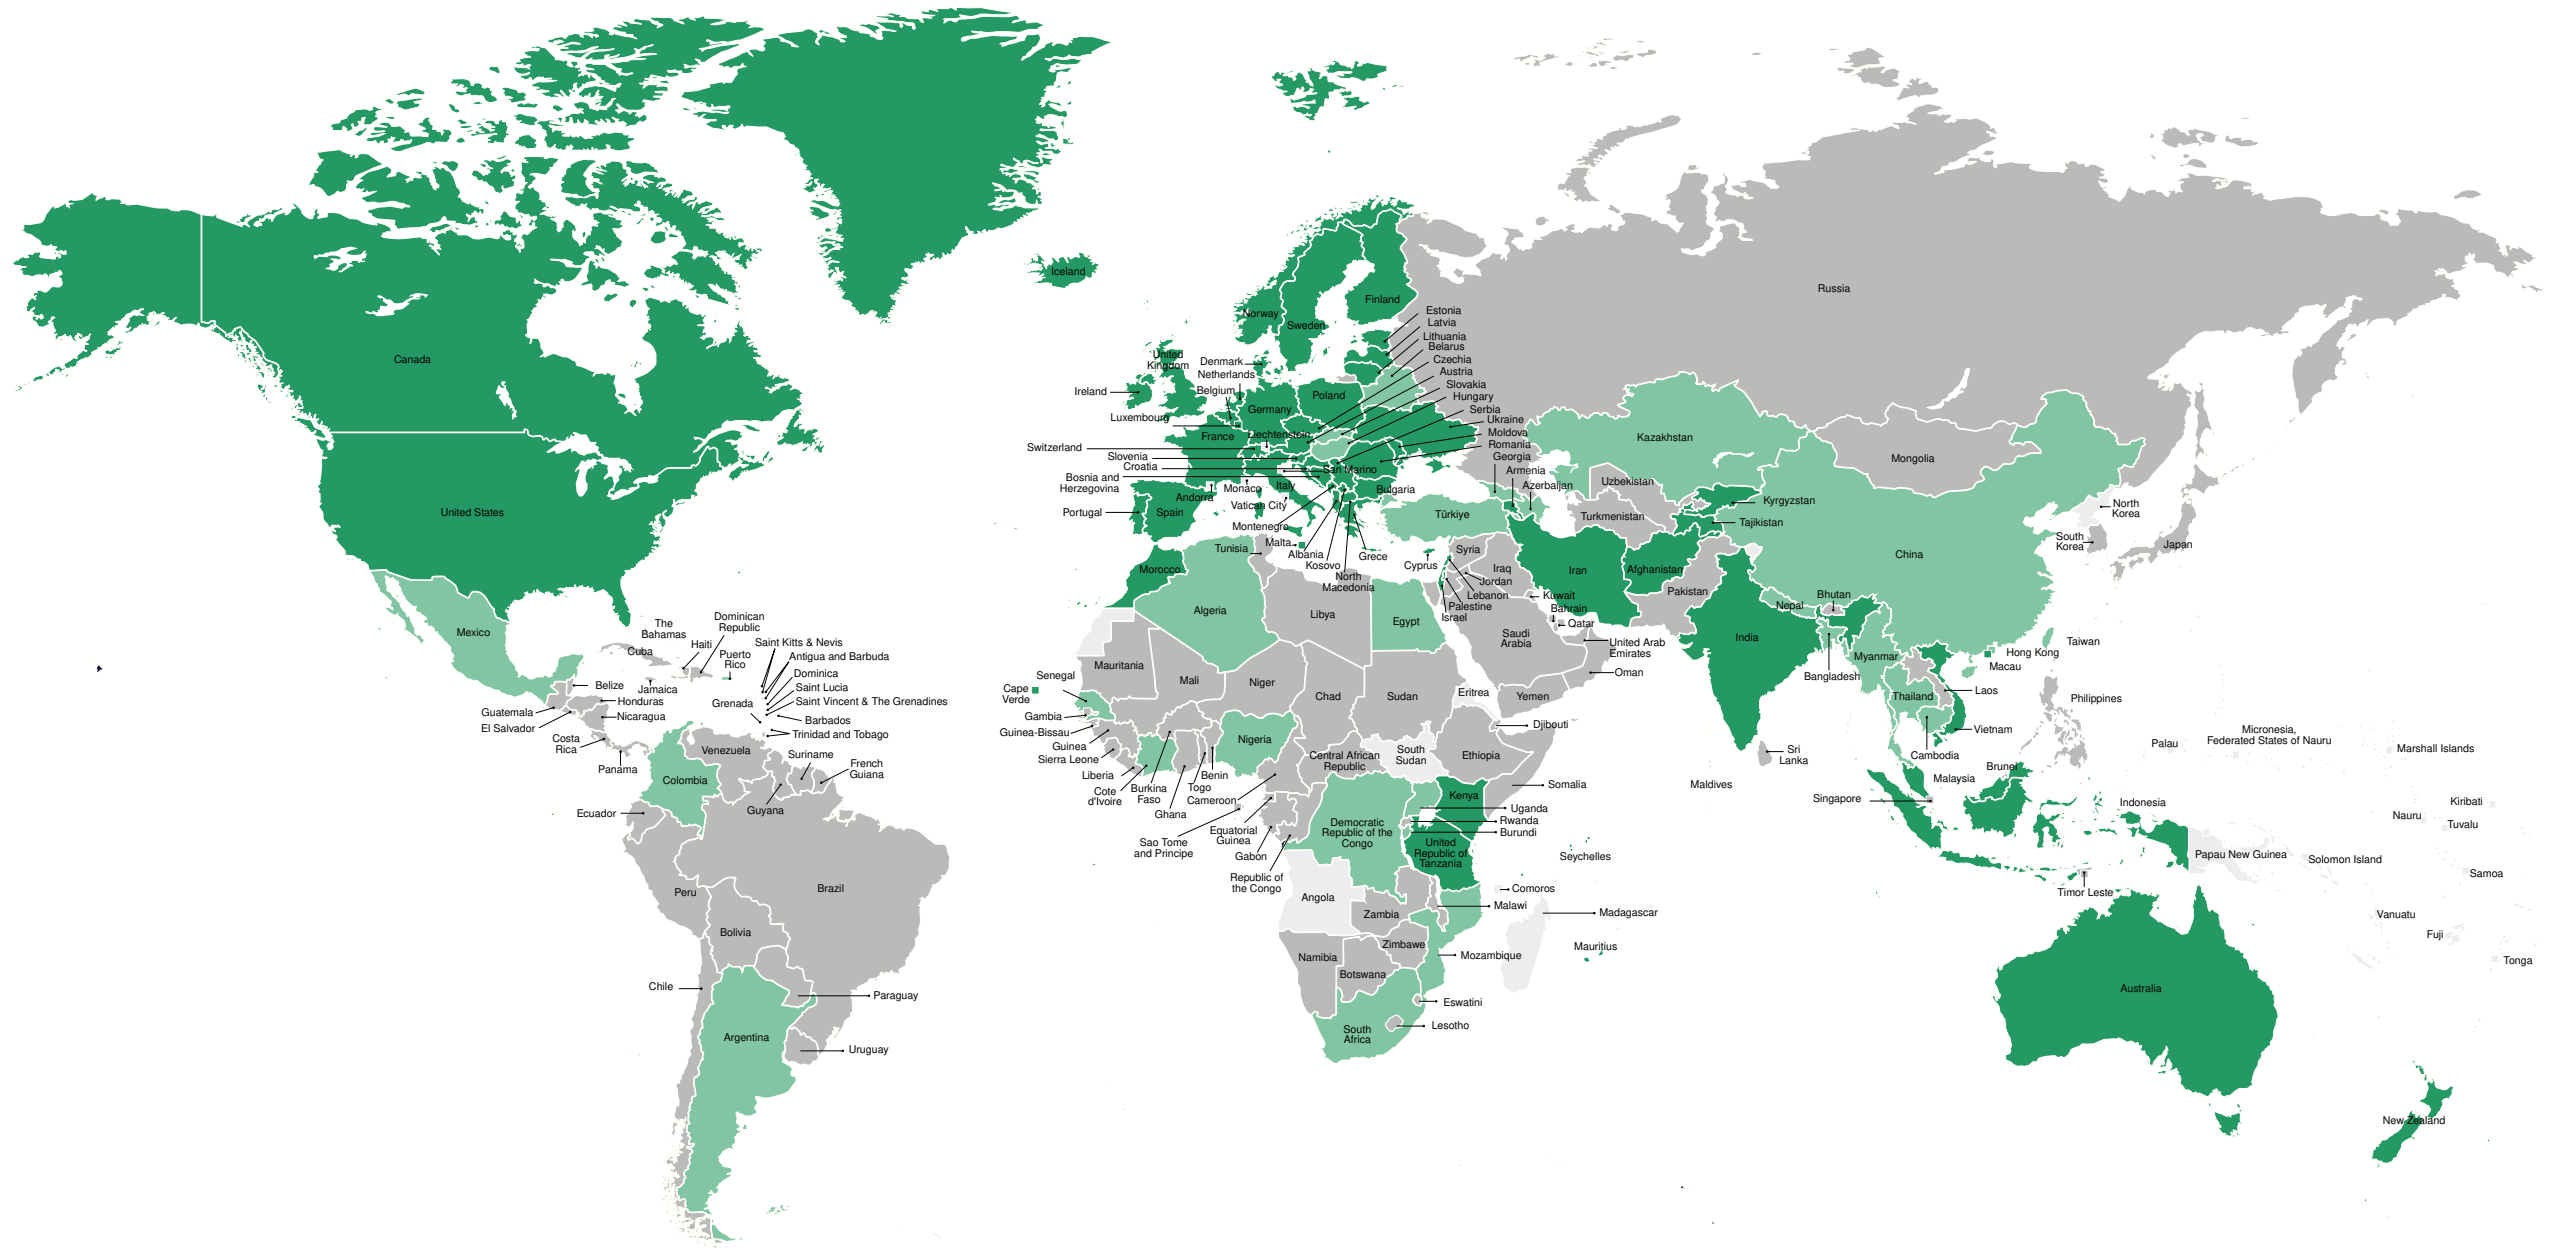 Iceland
Canada
United States
Mexico
Russia
Finland
Norway
Sweden
Estonia
Latvia
Lithuania
Belarus
Czechia
Austria
Slovakia
Hungary
Serbia
Ukraine
Moldova
Romania
Georgia
Armenia
Azerbaijan
United
Kingdom
Denmark
Netherlands
Belgium
Ireland
Luxembourg
Germany
Poland
France
Liechtenstein
Switzerland
Slovenia
Croatia
Bosnia and
Herzegovina
San Marino
Andorra
Monaco
Italy
Bulgaria
Vatican City
Portugal
Spain
Montenegro
Malta
Albania
Kosovo
North
Macedonia
Grece
Cyprus
Türkiye
Kazakhstan
Mongolia
Uzbekistan
Turkmenistan
Kyrgyzstan
Tajikistan
China
North
Korea
South
Korea
Japan
Tunisia
Morocco
Algeria
Libya
Egypt
Syria
Iraq
Jordan
Lebanon
Palestine
Israel
Kuwait
Bahrain
Qatar
Iran
Afghanistan
Pakistan
Nepal
Bhutan
India
Saudi
Arabia
United Arab
Emirates
Oman
Yemen
Bangladesh
Myanmar
Thailand
Laos
Vietnam
Cambodia
Taiwan
Hong Kong
Macau
Philippines
Sri
Lanka
Maldives
Brunei
Malaysia
Singapore
Indonesia
Timor Leste
Palau
Micronesia,
Federated States of Nauru
Marshall Islands
Kiribati
Nauru
Tuvalu
Papua New Guinea
Solomon Island
Samoa
Vanuatu
Fuji
Tonga
Australia
New Zealand
The
Bahamas
Cuba
Haiti
Dominican
Republic
Puerto
Rico
Jamaica
Saint Kitts & Nevis
Antigua and Barbuda
Dominica
Saint Lucia
Saint Vincent & The Grenadines
Grenada
Barbados
Trinidad and Tobago
Belize
Honduras
Guatemala
Nicaragua
El Salvador
Costa
Rica
Panama
Venezuela
Colombia
Suriname
French
Guiana
Guyana
Ecuador
Peru
Brazil
Bolivia
Chile
Paraguay
Argentina
Uruguay
Mauritania
Mali
Niger
Chad
Sudan
Eritrea
Djibouti
Senegal
Cape
Verde
Gambia
Guinea-Bissau
Guinea
Sierra Leone
Liberia
Cote
d'Ivoire
Burkina
Faso
Ghana
Togo
Benin
Nigeria
Cameroon
Central African
Republic
South
Sudan
Ethiopia
Somalia
Sao Tome
and Principe
Equatorial
Guinea
Gabon
Republic of
the Congo
Democratic
Republic of the
Congo
Kenya
Uganda
Rwanda
Burundi
United
Republic of
Tanzania
Seychelles
Comoros
Angola
Zambia
Malawi
Madagascar
Mauritius
Zimbawe
Namibia
Botswana
Mozambique
Eswatini
Lesotho
South
Africa